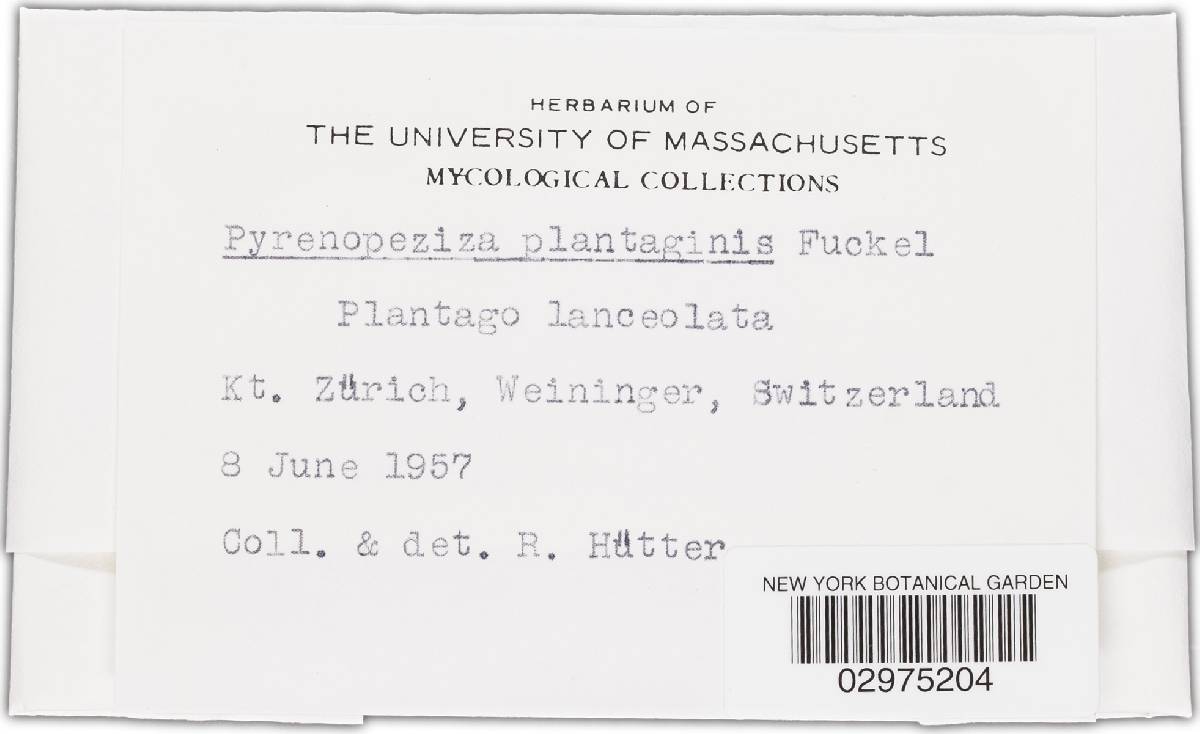 HERBARIUM OF
THE UNIVERSITY OF MASSACHUSETTS
MYCOLOGICAL COLLECTIONS
Pyrenopeziza plantaginis Fuckel
Plantago lanceolata
Kt. Zürich, Weininger, Switzerland
8 June 1957
Coll. & det. R. Hütter
NEW YORK BOTANICAL GARDEN
02975204